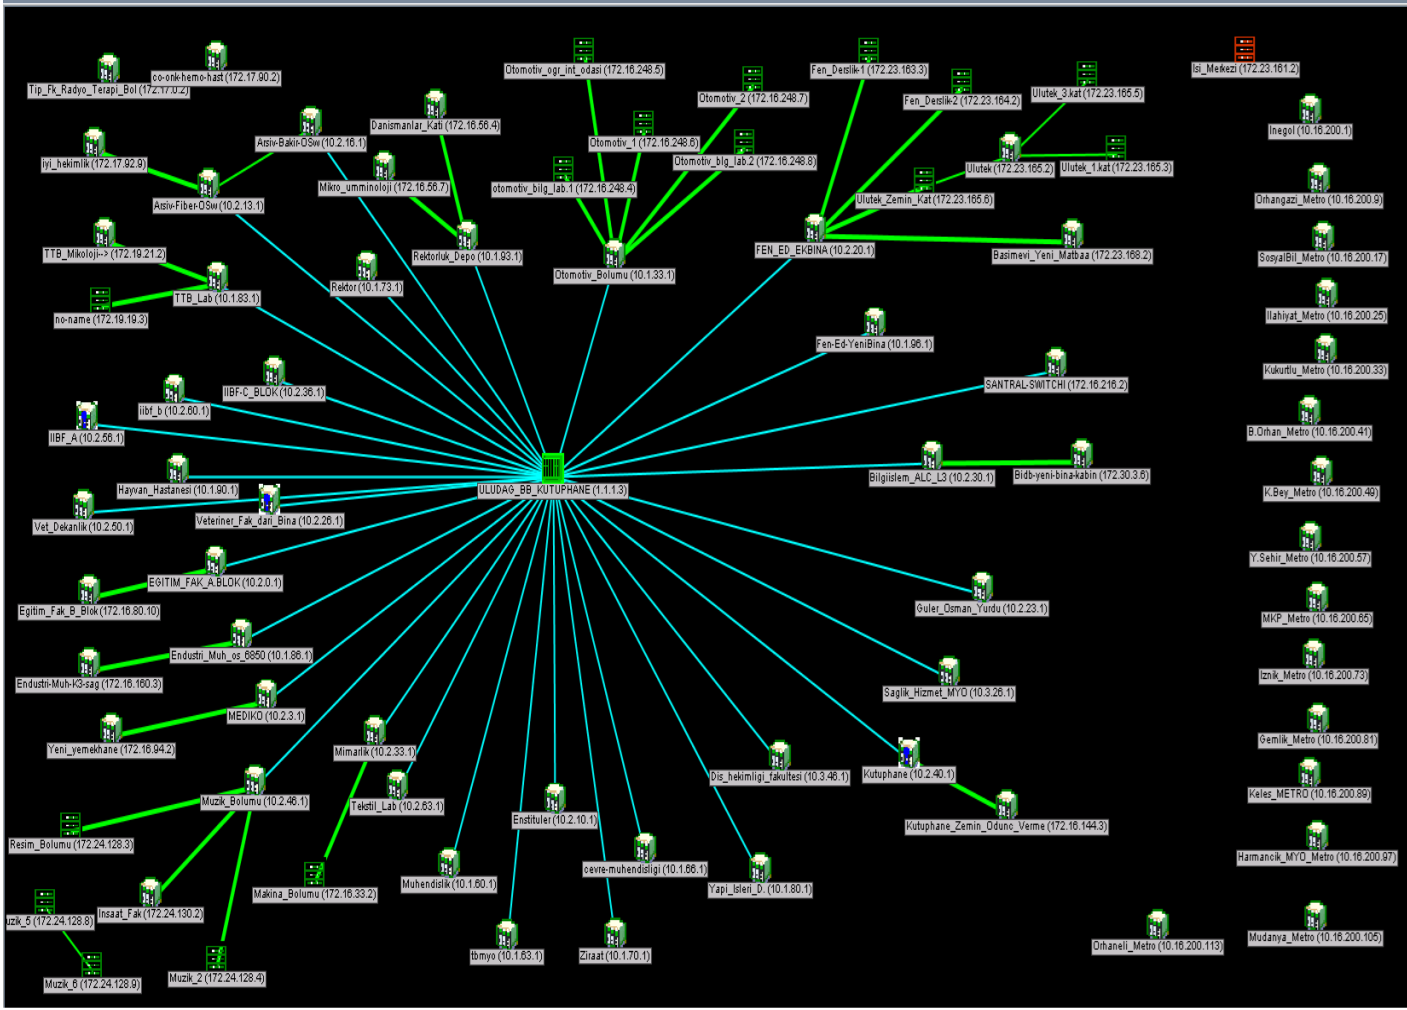 co-onk-hemo-hast (172.17.90.2)
Tip_Fk_Radyo_Terapi_Bol (172.17.0.2)
Otomotiv_ogr_int_odasi (172.16.248.5)
Fen_Derslik-1 (172.23.163.3)
Isi_Merkezi (172.23.161.2)
Otomotiv_2 (172.16.248.7)
Fen_Derslik-2 (172.23.164.2)
Ulutek_3.kat (172.23.165.5)
Danismanlar_Kati (172.16.56.4)
Inegol (10.16.200.1)
Arsiv-Bakir-OSw (10.2.16.1)
Otomotiv_1 (172.16.248.6)
iyi_hekimlik (172.17.92.9)
Otomotiv_blg_lab.2 (172.16.248.8)
Ulutek (172.23.165.2)
Ulutek_1.kat (172.23.165.3)
Mikro_umminoloji (172.16.56.7)
otomotiv_bilg_lab.1 (172.16.248.4)
Ulutek_Zemin_Kat (172.23.165.6)
Orhangazi_Metro (10.16.200.9)
Arsiv-Fiber-OSw (10.2.13.1)
TTB_Mikoloji--> (172.19.21.2)
Rektorluk_Depo (10.1.93.1)
FEN_ED_EKBINA (10.2.20.1)
Basimevi_Yeni_Matbaa (172.23.168.2)
SosyalBil_Metro (10.16.200.17)
Otomotiv_Bolumu (10.1.33.1)
Rektor (10.1.73.1)
TTB_Lab (10.1.83.1)
no-name (172.19.19.3)
Ilahiyat_Metro (10.16.200.25)
Fen-Ed-YeniBina (10.1.96.1)
Kukurtlu_Metro (10.16.200.33)
SANTRAL-SWITCHI (172.16.216.2)
IIBF-C_BLOK (10.2.36.1)
iibf_b (10.2.60.1)
IIBF_A (10.2.56.1)
B.Orhan_Metro (10.16.200.41)
Bilgiislem_ALC_L3 (10.2.30.1)
Bidb-yeni-bina-kabin (172.30.3.6)
Hayvan_Hastanesi (10.1.90.1)
ULUDAG_BB_KUTUPHANE (1.1.1.3)
K.Bey_Metro (10.16.200.49)
Vet_Dekanlik (10.2.50.1)
Veteriner_Fak_dari_Bina (10.2.26.1)
Y.Sehir_Metro (10.16.200.57)
EGITIM_FAK_A.BLOK (10.2.0.1)
Egitim_Fak_B_Blok (172.16.80.10)
Guler_Osman_Yurdu (10.2.23.1)
MKP_Metro (10.16.200.65)
Endustri_Muh_os_6850 (10.1.86.1)
Endustri-Muh-K3-sag (172.16.160.3)
Iznik_Metro (10.16.200.73)
Saglik_Hizmet_MYO (10.3.26.1)
MEDIKO (10.2.3.1)
Yeni_yemekhane (172.16.94.2)
Mimarlik (10.2.33.1)
Gemlik_Metro (10.16.200.81)
Dis_hekimligi_fakultesi (10.3.46.1)
Kutuphane (10.2.40.1)
Muzik_Bolumu (10.2.46.1)
Tekstil_Lab (10.2.63.1)
Keles_METRO (10.16.200.89)
Enstituler (10.2.10.1)
Kutuphane_Zemin_Odunc_Verme (172.16.144.3)
Resim_Bolumu (172.24.128.3)
Harmancik_MYO_Metro (10.16.200.97)
cevre-muhendisligi (10.1.66.1)
Muhendislik (10.1.60.1)
Yapi_Isleri_D. (10.1.80.1)
Makina_Bolumu (172.16.33.2)
Insaat_Fak (172.24.130.2)
uzik_5 (172.24.128.8)
Mudanya_Metro (10.16.200.105)
Orhaneli_Metro (10.16.200.113)
tbmyo (10.1.63.1)
Ziraat (10.1.70.1)
Muzik_2 (172.24.128.4)
Muzik_6 (172.24.128.9)